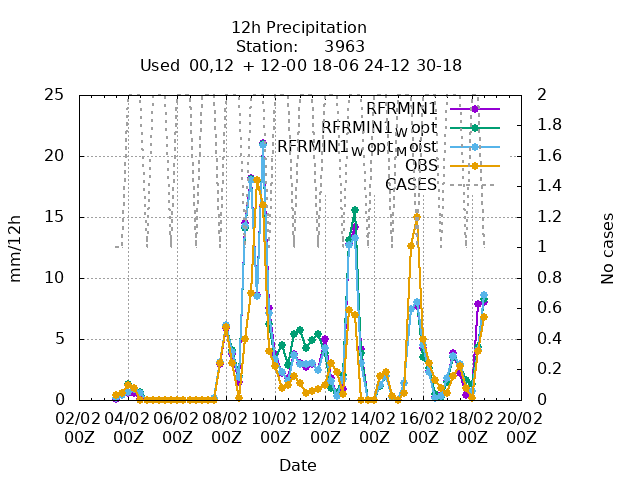 12h Precipitation
Station: 3963
Used 00,12 + 12-00 18-06 24-12 30-18
RFRMIN1
RFRMIN1_W opt
RFRMIN1_W opt_Moist
OBS
CASES
mm/12h
25
20
15
10
5
0
No cases
2
1.8
1.6
1.4
1.2
1
0.8
0.6
0.4
0.2
0
02/02 04/02 06/02 08/02 10/02 12/02 14/02 16/02 18/02 20/02
00Z 00Z 00Z 00Z 00Z 00Z 00Z 00Z 00Z 00Z
Date